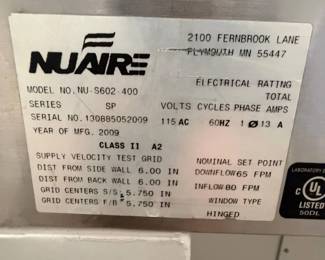 NUAIRE
2100 FERNBROOK LANE
PLYMOUTH MN 55447
MODEL NO. NU-S602-400
ELECTRICAL RATING
SERIES SP
TOTAL
VOLTS CYCLES PHASE AMPS
SERIAL NO. 130885052009
115 AC 60HZ 1 Ø 13 A
YEAR OF MFG. 2009
CLASS II A2
SUPPLY VELOCITY TEST GRID
NOMINAL SET POINT
DIST FROM SIDE WALL 6.00 IN
DOWNFLOW 65 FPM
DIST FROM BACK WALL 6.00 IN
INFLOW 80 FPM
GRID CENTERS S/S: 5.750 IN
WINDOW TYPE
GRID CENTERS F/B: 5.750 IN
HINGED
LABORATORY
C UL
LISTED
50DL